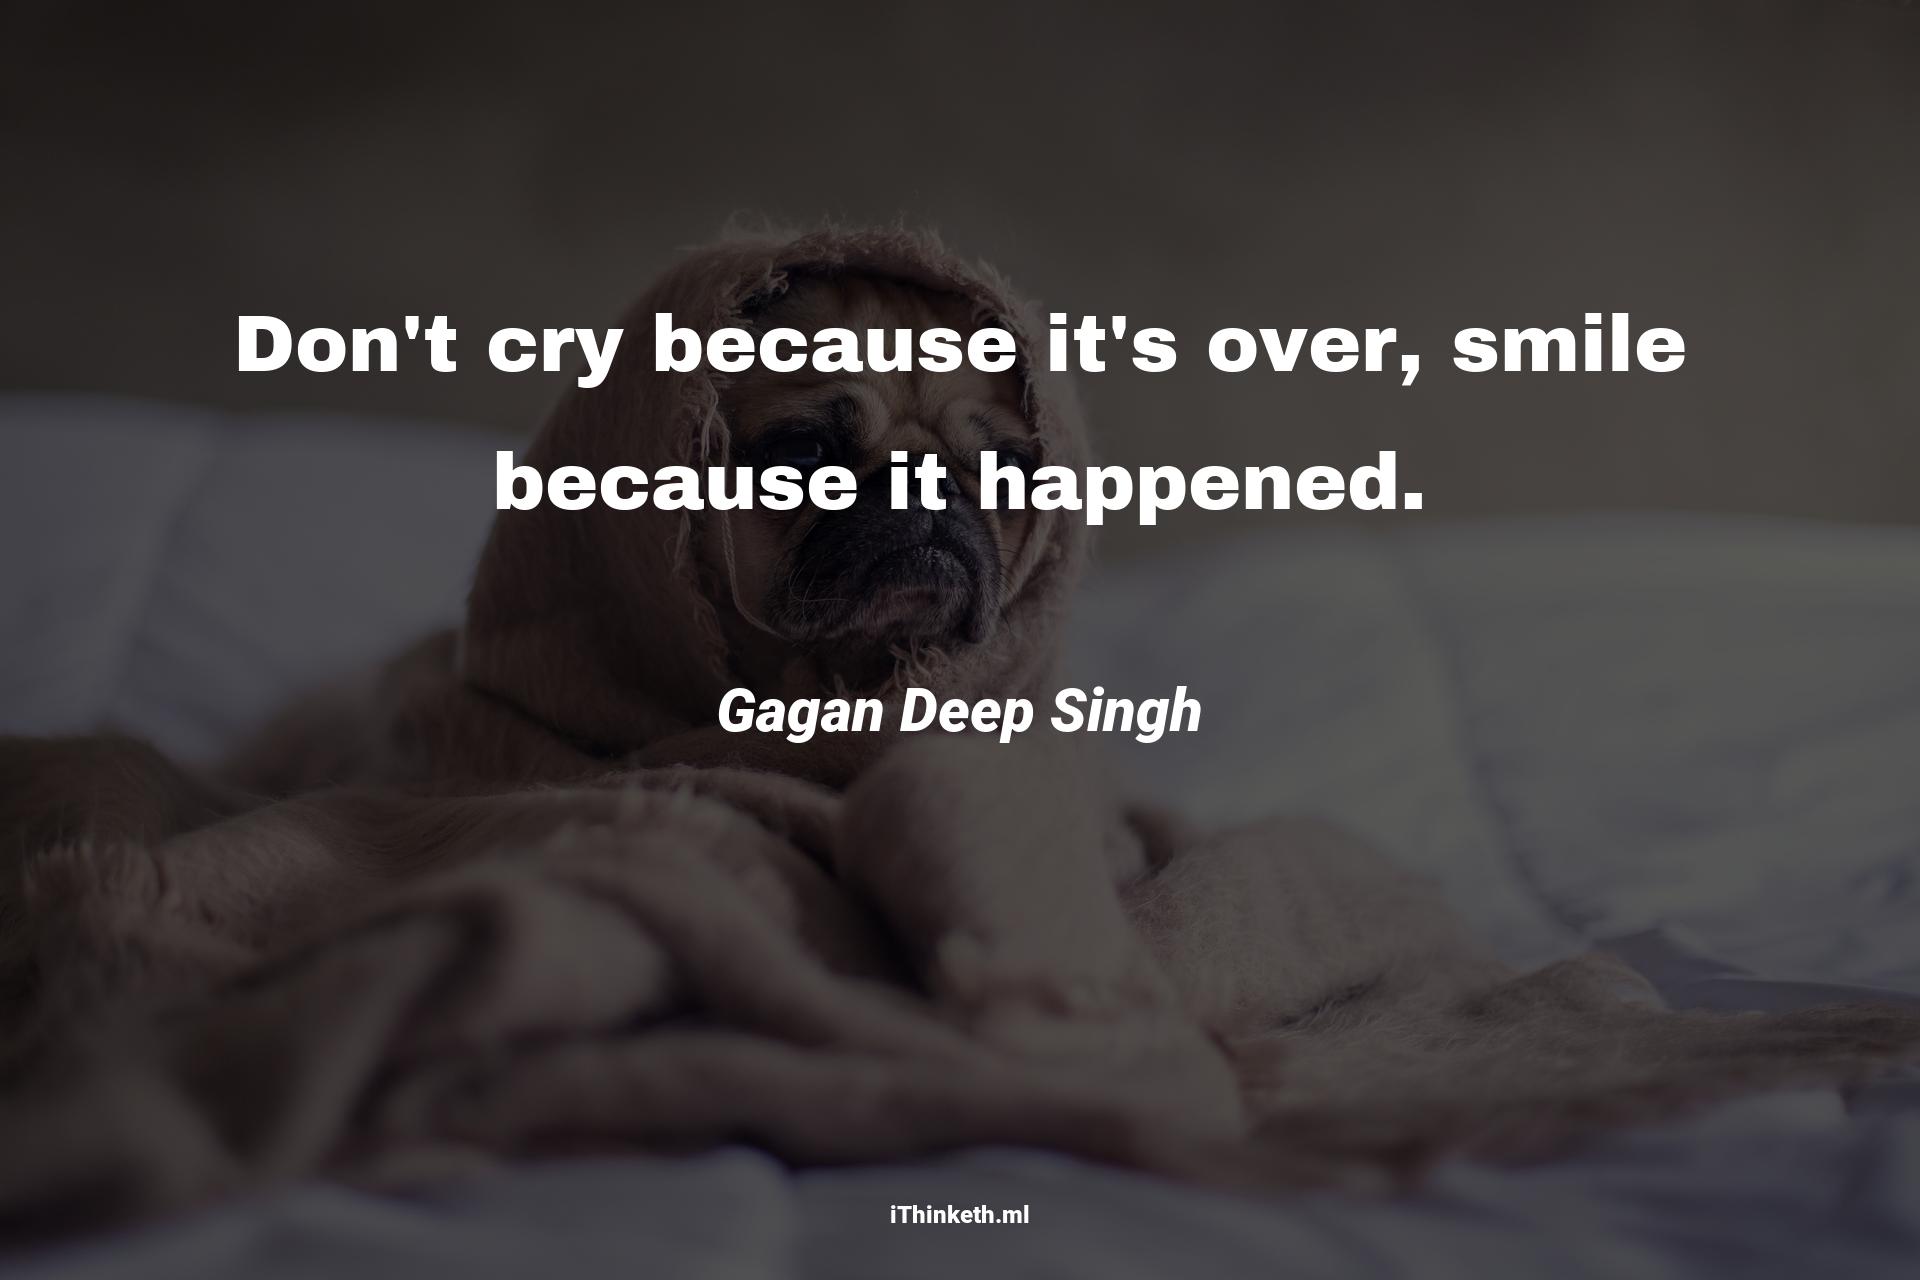 Don't cry because it's over, smile
because it happened.
Gagan Deep Singh
iThinketh.ml